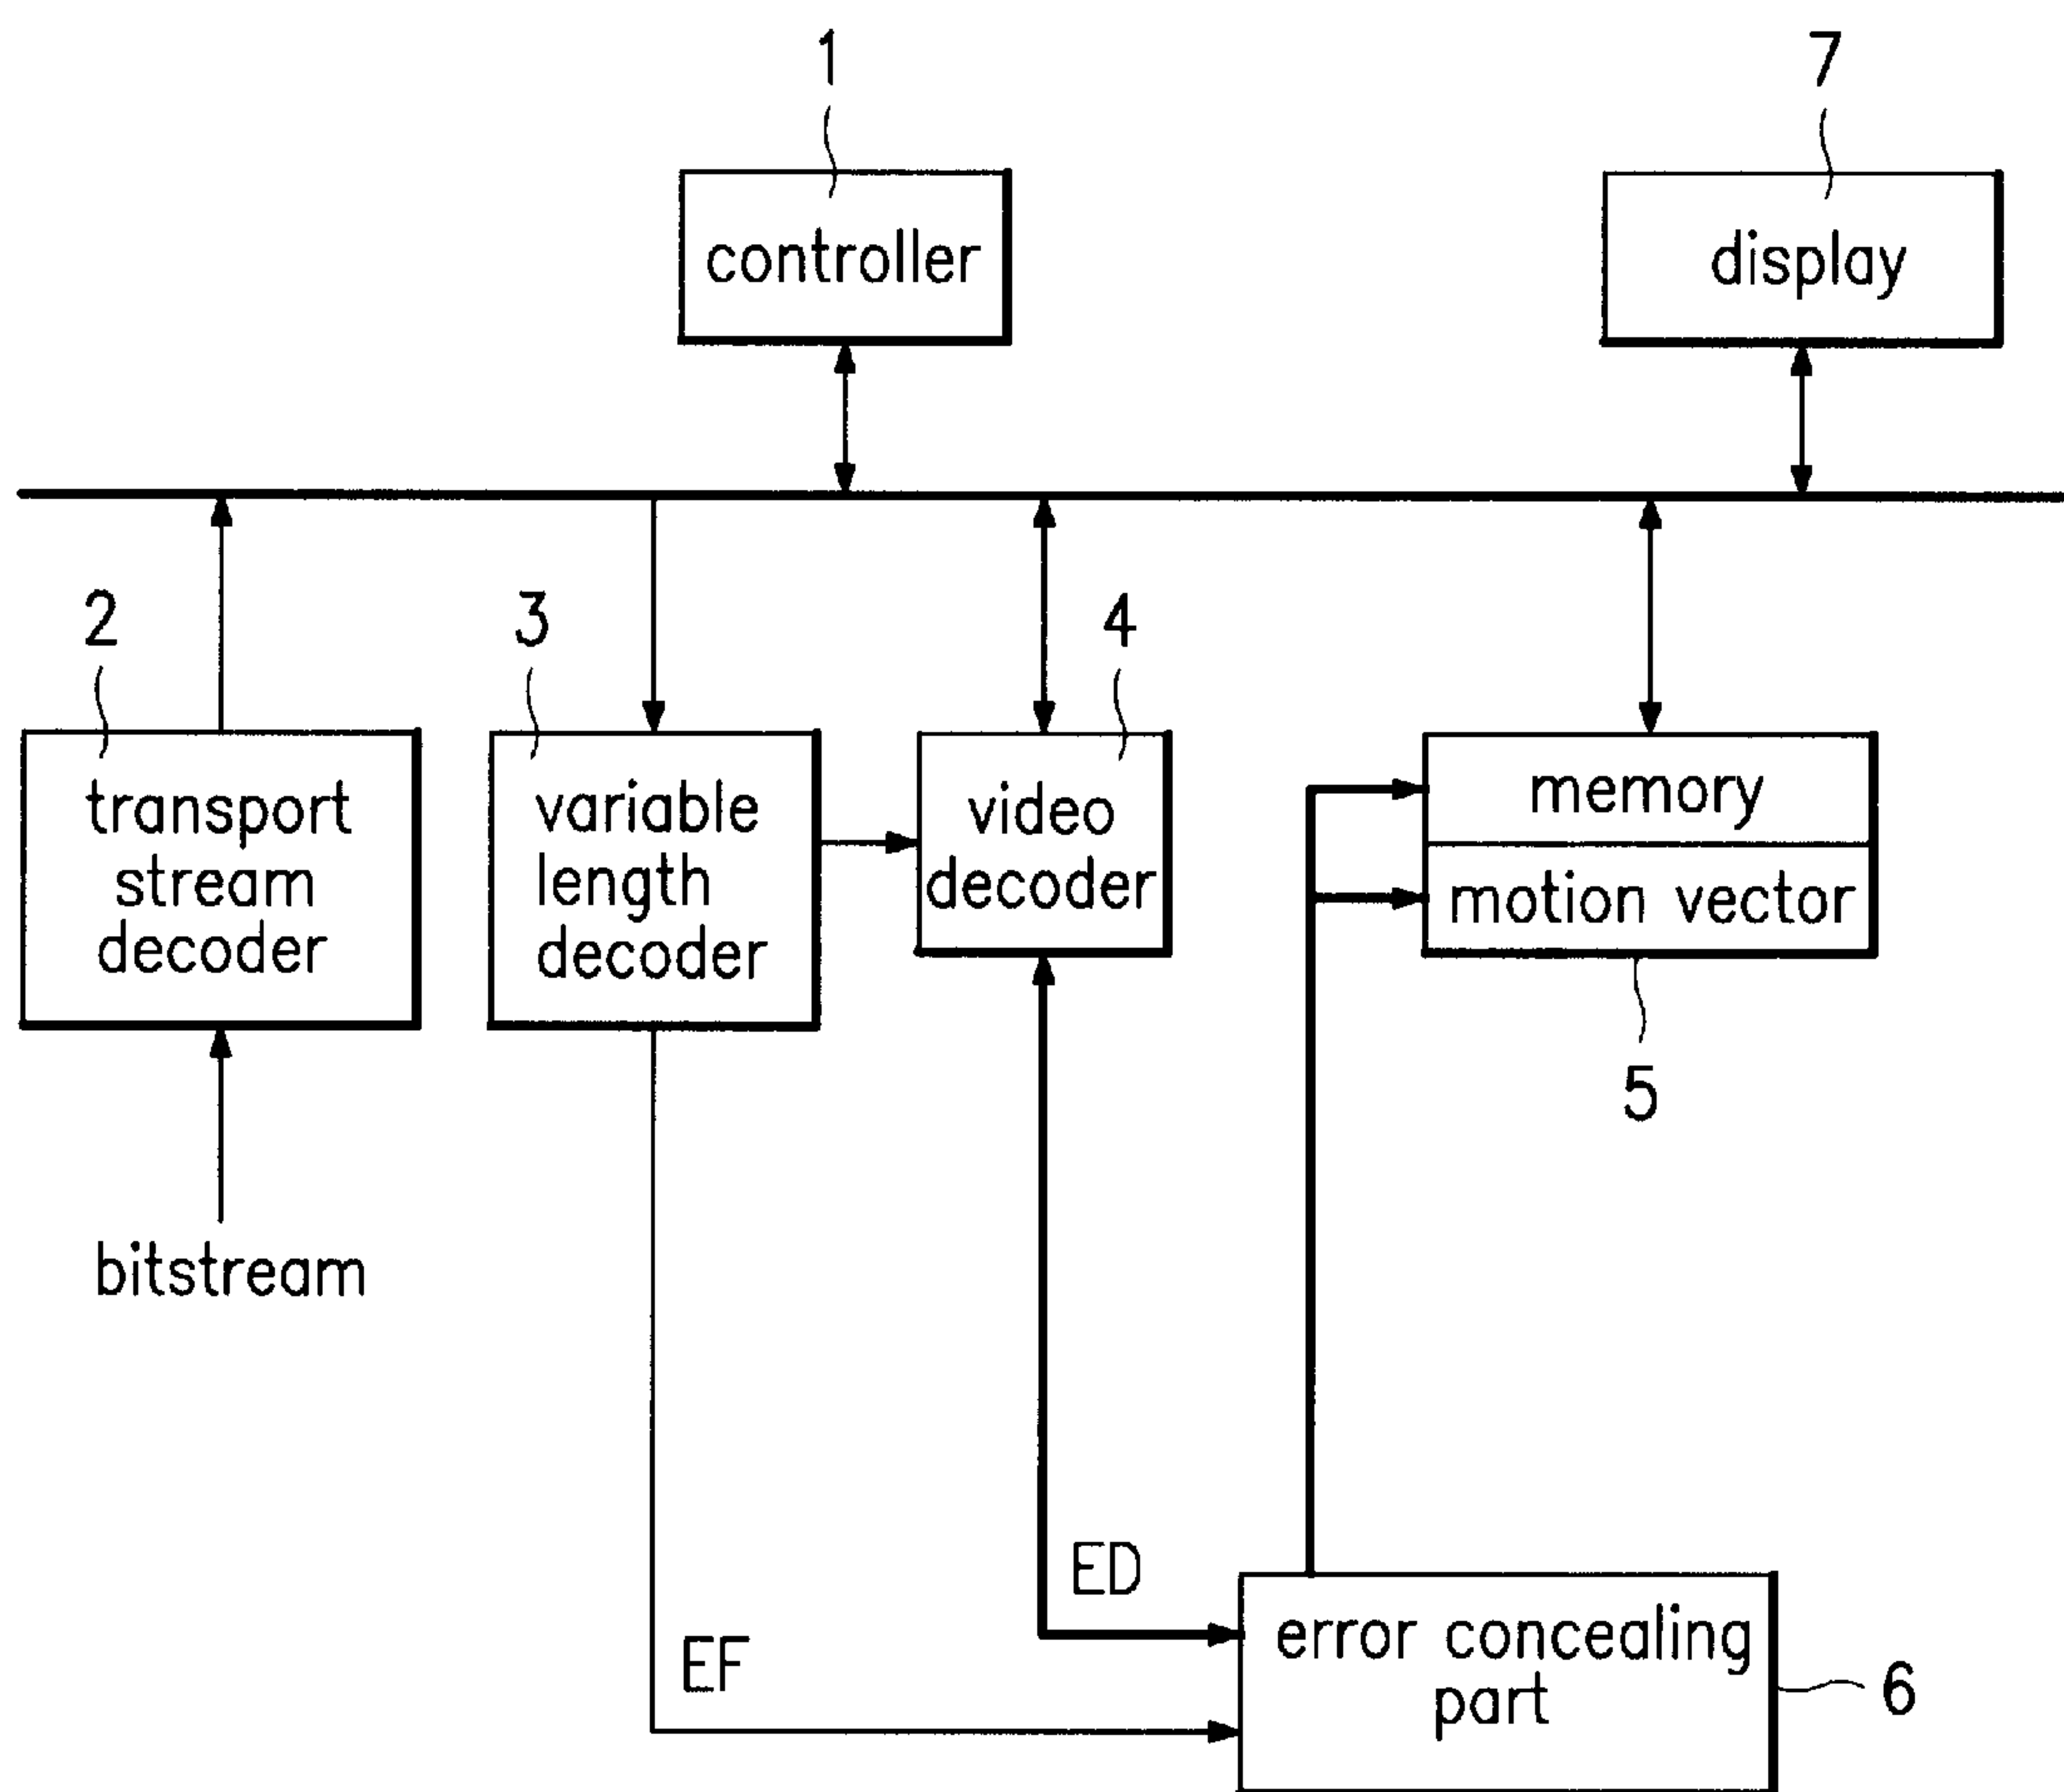 1
7
controller
display
2
3
4
transport
stream
decoder
variable
length
decoder
video
decoder
memory
motion vector
5
bitstream
ED
EF
error concealing
part
6